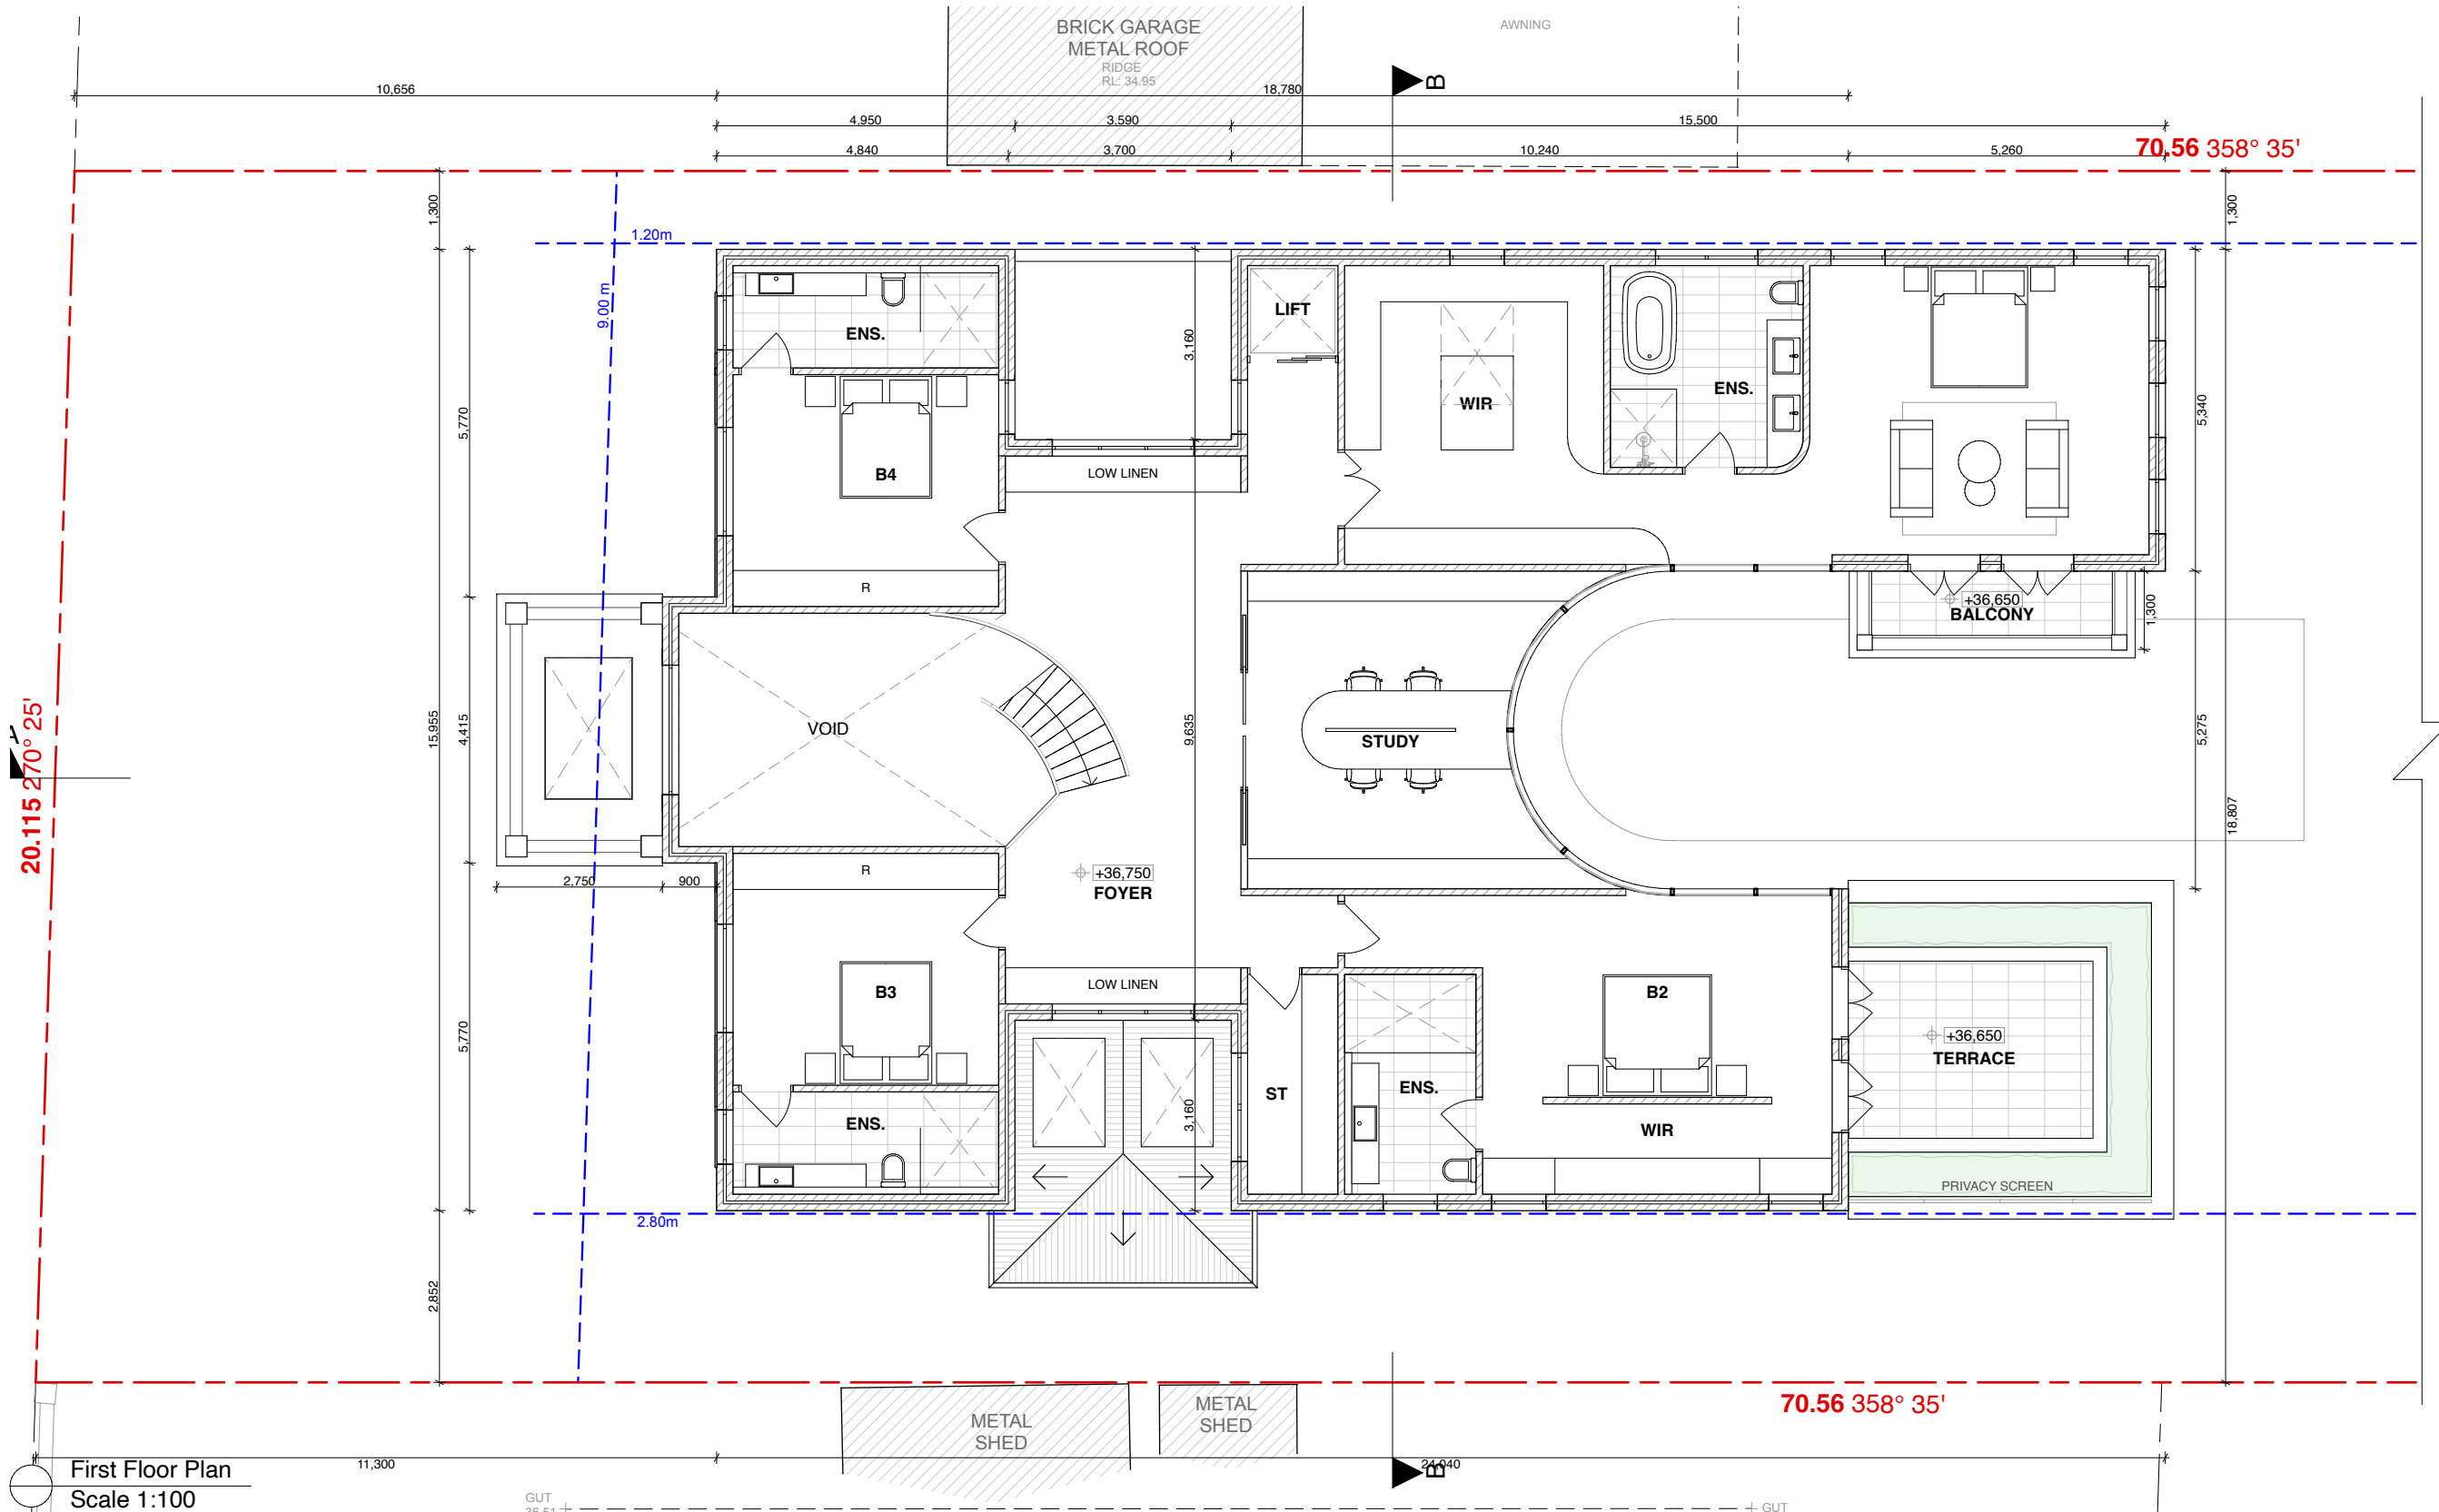 BRICK GARAGE
METAL ROOF
RIDGE
RL: 34.95
AWNING
B
10,656
18,780
4,950
3,590
15,500
4,840
3,700
10,240
5,260
70.56 358° 35'
1,300
1,300
1.20m
9.00 m
ENS.
LIFT
3,160
WIR
ENS.
5,770
5,340
B4
LOW LINEN
R
+36,650
BALCONY
1,300
20.115 270° 25'
15,955
4,415
VOID
9,635
STUDY
5,275
18,807
2,750
900
R
+36,750
FOYER
B3
LOW LINEN
B2
+36,650
TERRACE
5,770
ENS.
ST
ENS.
3,160
WIR
PRIVACY SCREEN
2.80m
2,852
METAL
SHED
METAL
SHED
70.56 358° 35'
11,300
24,040
B
First Floor Plan
Scale 1:100
GUT
GUT